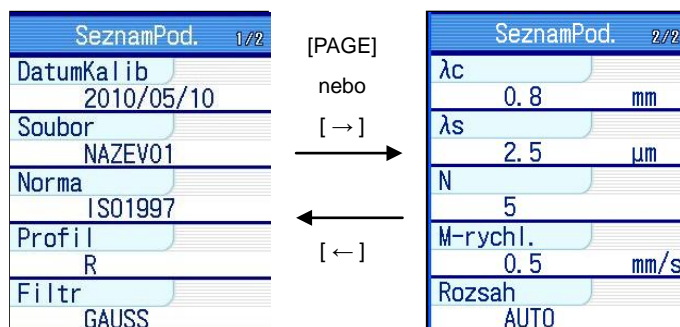 SeznamPod. 1/2
DatumKalib
2010/05/10
Soubor
NAZEV01
Norma
ISO1997
Profil
R
Filtr
GAUSS
[PAGE]
nebo
[→]
[←]
SeznamPod. 2/2
λc
0.8 mm
λs
2.5 µm
N
5
M-rychl.
0.5 mm/s
Rozsah
AUTO